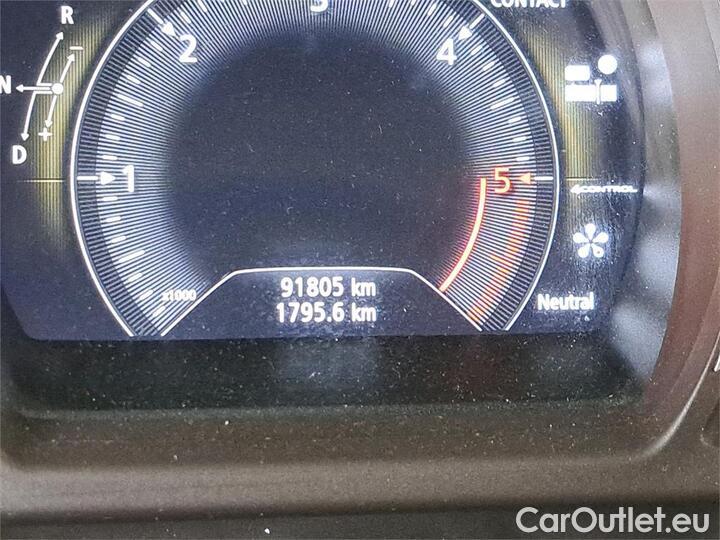 R
CONTACT
2 3 4
N
- +
D
1 5
4CONTROL
x1000
91805 km
1795.6 km
Neutral
CarOutlet.eu